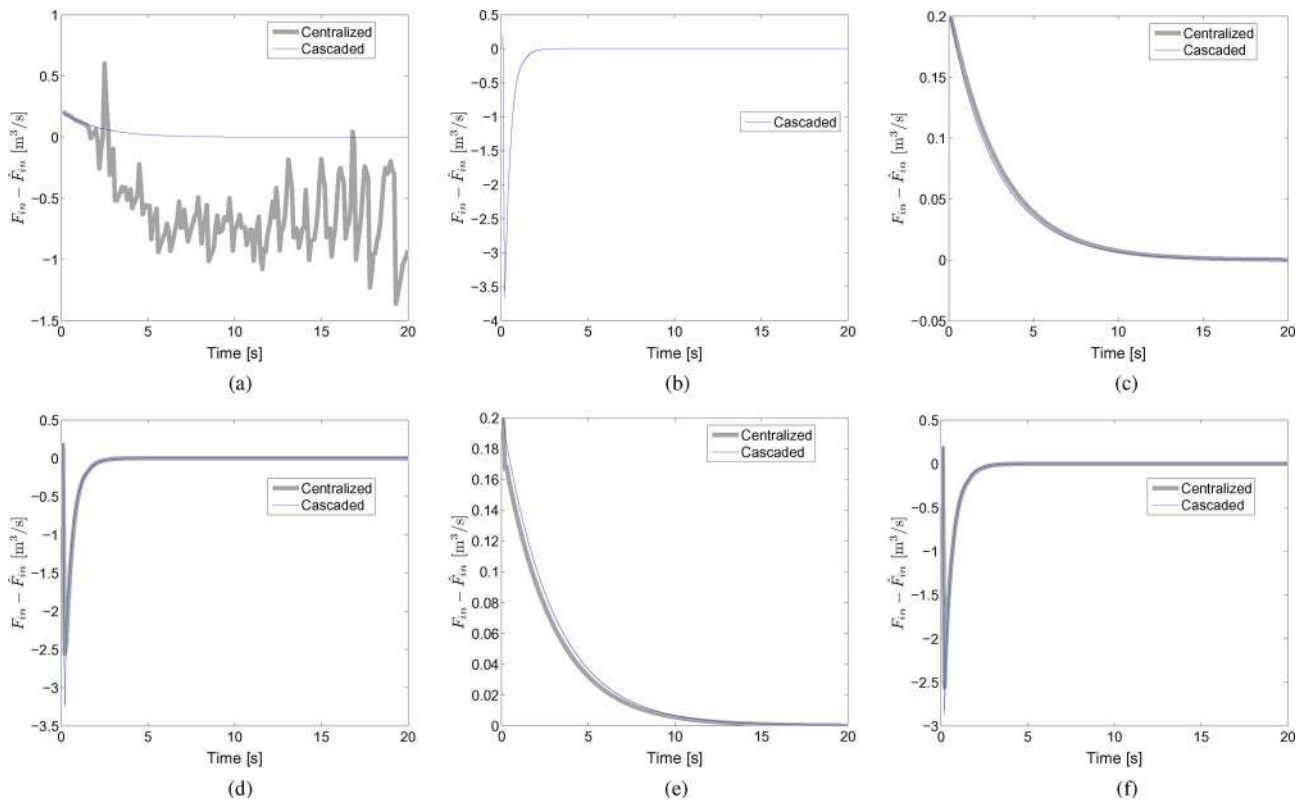 1
0.5
0
−0.5
−1
−1.5
0
5
10
15
20
F_in − F̂_in [m³/s]
Time [s]
Centralized
Cascaded
(a)
0.5
0
−0.5
−1
−1.5
−2
−2.5
−3
−3.5
−4
0
5
10
15
20
F_in − F̂_in [m³/s]
Time [s]
Cascaded
(b)
0.2
0.15
0.1
0.05
0
−0.05
0
5
10
15
20
F_in − F̂_in [m³/s]
Time [s]
Centralized
Cascaded
(c)
0.5
0
−0.5
−1
−1.5
−2
−2.5
−3
−3.5
0
5
10
15
20
F_in − F̂_in [m³/s]
Time [s]
Centralized
Cascaded
(d)
0.2
0.18
0.16
0.14
0.12
0.1
0.08
0.06
0.04
0.02
0
0
5
10
15
20
F_in − F̂_in [m³/s]
Time [s]
Centralized
Cascaded
(e)
0.5
0
−0.5
−1
−1.5
−2
−2.5
−3
0
5
10
15
20
F_in − F̂_in [m³/s]
Time [s]
Centralized
Cascaded
(f)